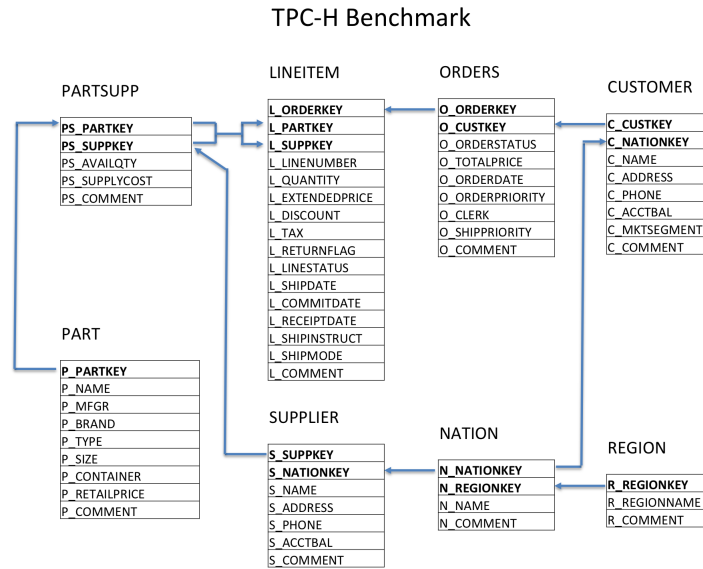 TPC-H Benchmark
PARTSUPP
PS_PARTKEY
PS_SUPPKEY
PS_AVAILQTY
PS_SUPPLYCOST
PS_COMMENT
LINEITEM
L_ORDERKEY
L_PARTKEY
L_SUPPKEY
L_LINENUMBER
L_QUANTITY
L_EXTENDEDPRICE
L_DISCOUNT
L_TAX
L_RETURNFLAG
L_LINESTATUS
L_SHIPDATE
L_COMMITDATE
L_RECEIPTDATE
L_SHIPINSTRUCT
L_SHIPMODE
L_COMMENT
ORDERS
O_ORDERKEY
O_CUSTKEY
O_ORDERSTATUS
O_TOTALPRICE
O_ORDERDATE
O_ORDERPRIORITY
O_CLERK
O_SHIPPRIORITY
O_COMMENT
CUSTOMER
C_CUSTKEY
C_NATIONKEY
C_NAME
C_ADDRESS
C_PHONE
C_ACCTBAL
C_MKTSEGMENT
C_COMMENT
PART
P_PARTKEY
P_NAME
P_MFGR
P_BRAND
P_TYPE
P_SIZE
P_CONTAINER
P_RETAILPRICE
P_COMMENT
SUPPLIER
S_SUPPKEY
S_NATIONKEY
S_NAME
S_ADDRESS
S_PHONE
S_ACCTBAL
S_COMMENT
NATION
N_NATIONKEY
N_REGIONKEY
N_NAME
N_COMMENT
REGION
R_REGIONKEY
R_REGIONNAME
R_COMMENT